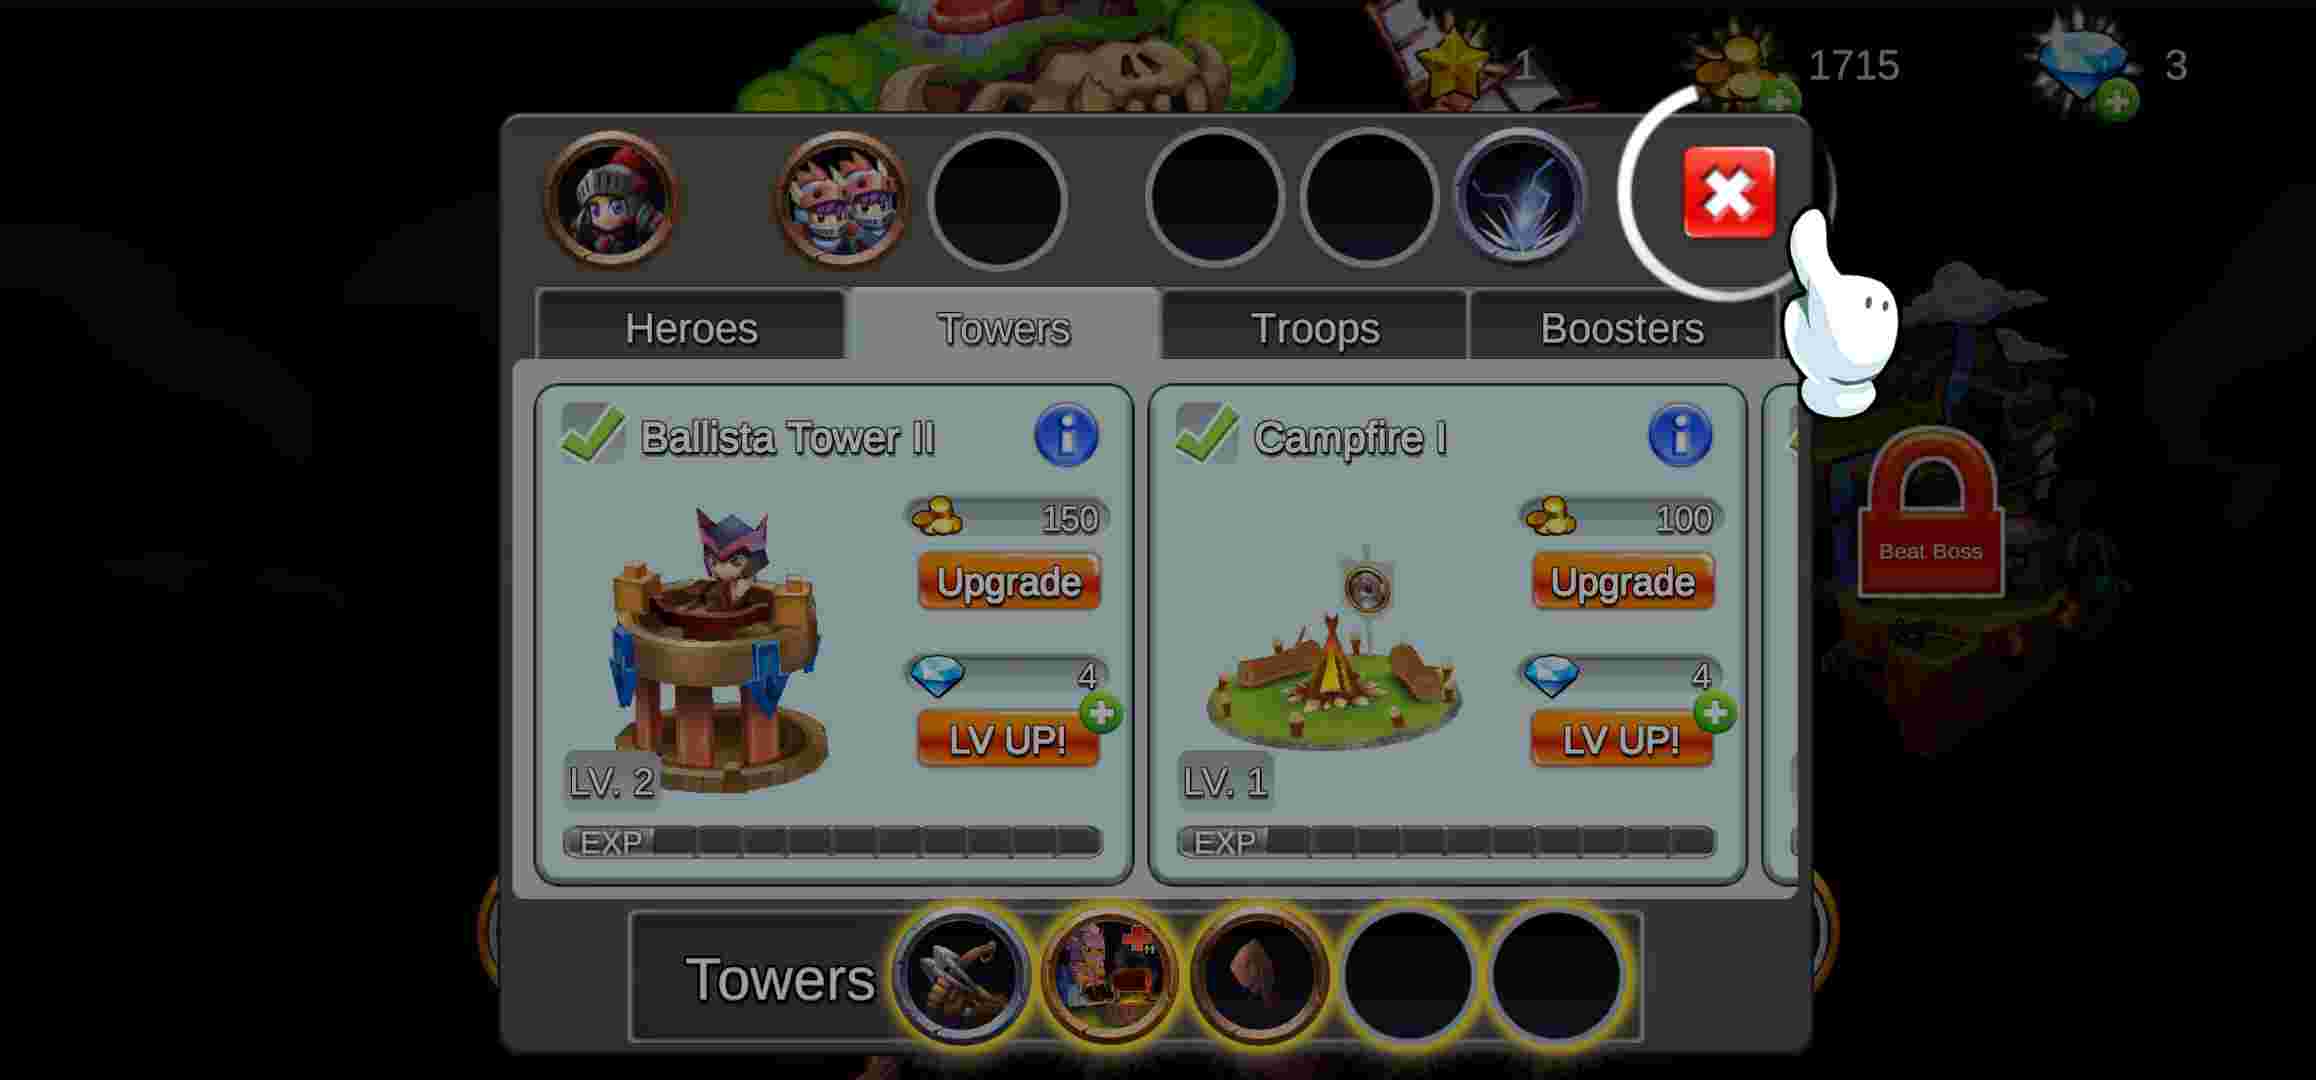 1
1715
3
Heroes
Towers
Troops
Boosters
Ballista Tower II
Campfire I
150
100
Upgrade
Upgrade
Beat Boss
4
4
LV UP!
LV UP!
LV. 2
LV. 1
EXP
EXP
Towers